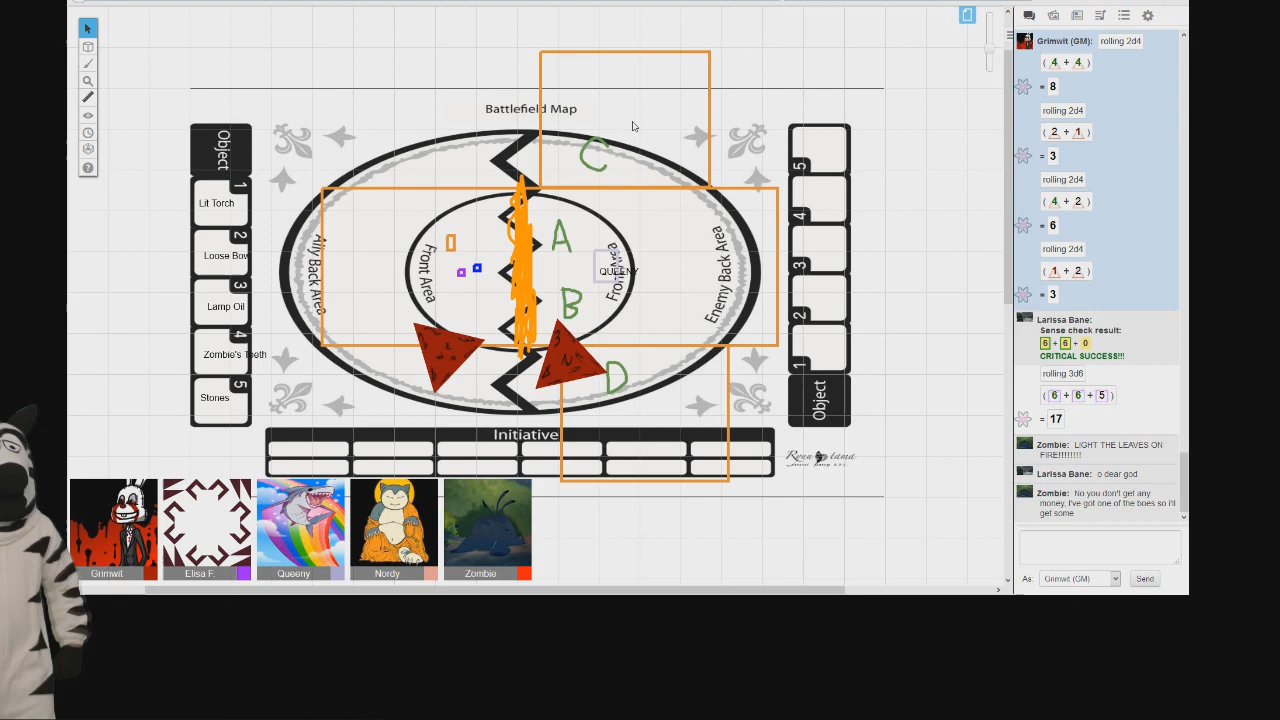 Battlefield Map
Object
1
Lit Torch
2
Loose Bow
3
Lamp Oil
4
Zombie's Teeth
5
Stones
Ally Back Area
Front Area
C
A
B
D
QUEENY
Enemy Back Area
5
4
3
2
1
Object
Initiative
Grimwit
Elisa F.
Queeny
Nordy
Zombie
Grimwit (GM): rolling 2d4
( 4 + 4 )
= 8
rolling 2d4
( 2 + 1 )
= 3
rolling 2d4
( 4 + 2 )
= 6
rolling 2d4
( 1 + 2 )
= 3
Larissa Bane:
Sense check result:
6 + 6 + 0
CRITICAL SUCCESS!!!
rolling 3d6
( 6 + 6 + 5 )
= 17
Zombie: LIGHT THE LEAVES ON
FIRE!!!!!!!!!
Larissa Bane: o dear god
Zombie: No you don't get any
money, I've got one of the boes so i'll
get some
As: Grimwit (GM) Send